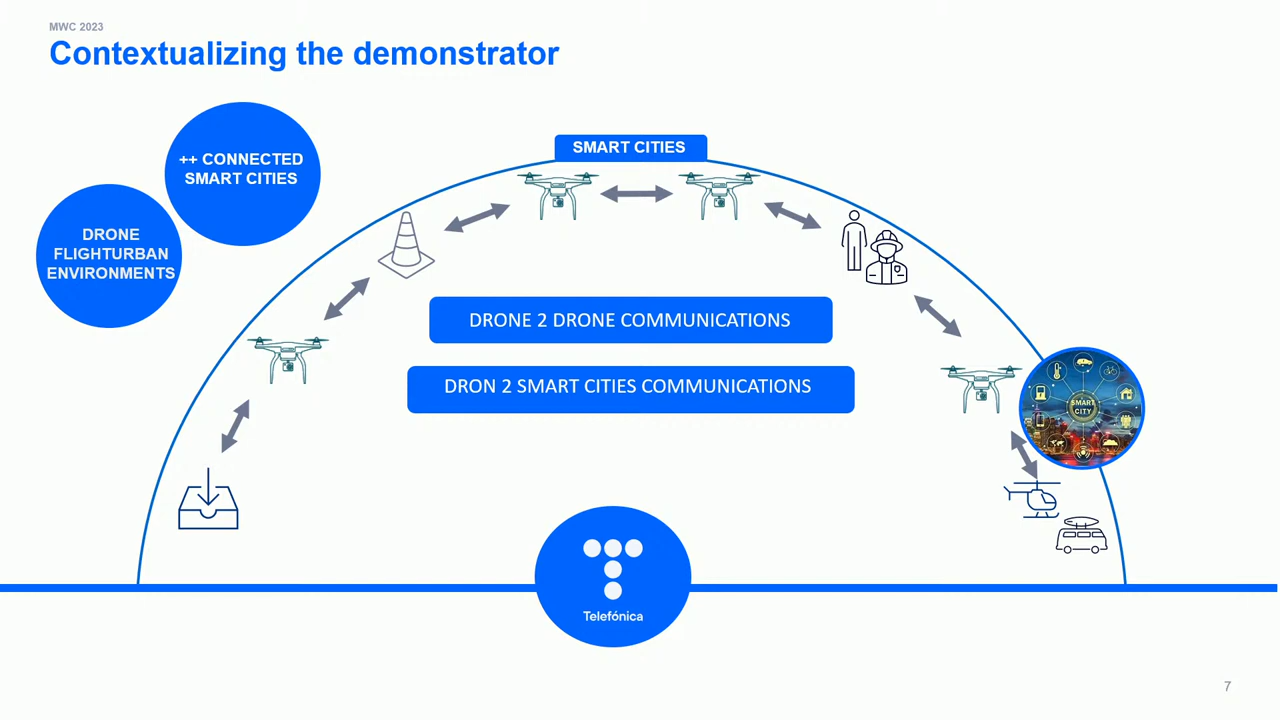 MWC 2023
Contextualizing the demonstrator
++ CONNECTED
SMART CITIES
DRONE
FLIGHTURBAN
ENVIRONMENTS
SMART CITIES
DRONE 2 DRONE COMMUNICATIONS
DRON 2 SMART CITIES COMMUNICATIONS
SMART
CITY
Telefónica
7